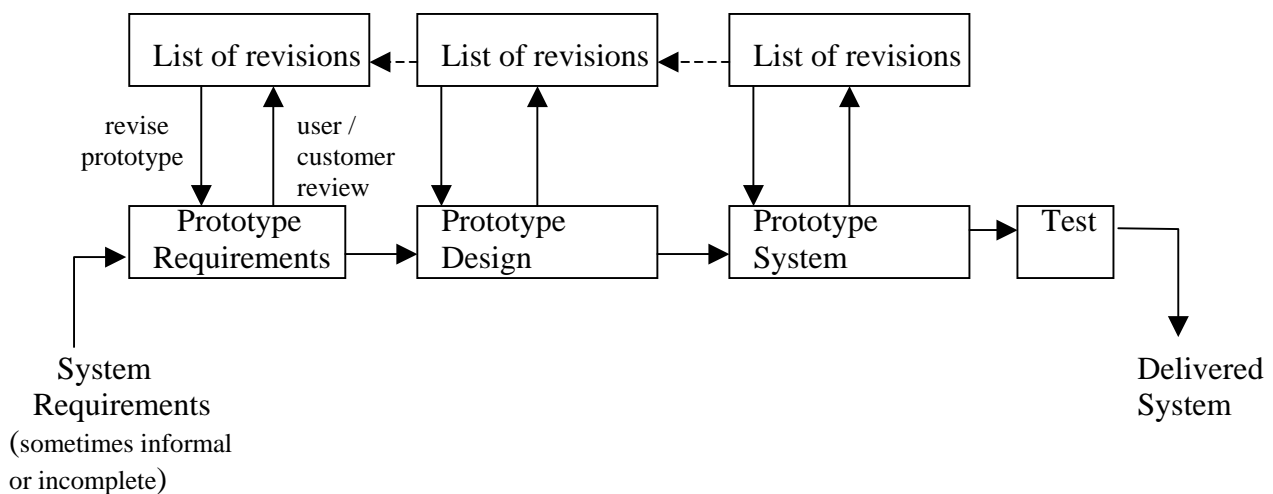 List of revisions
List of revisions
List of revisions
revise
prototype
user /
customer
review
Prototype
Requirements
Prototype
Design
Prototype
System
Test
System
Requirements
(sometimes informal
or incomplete)
Delivered
System